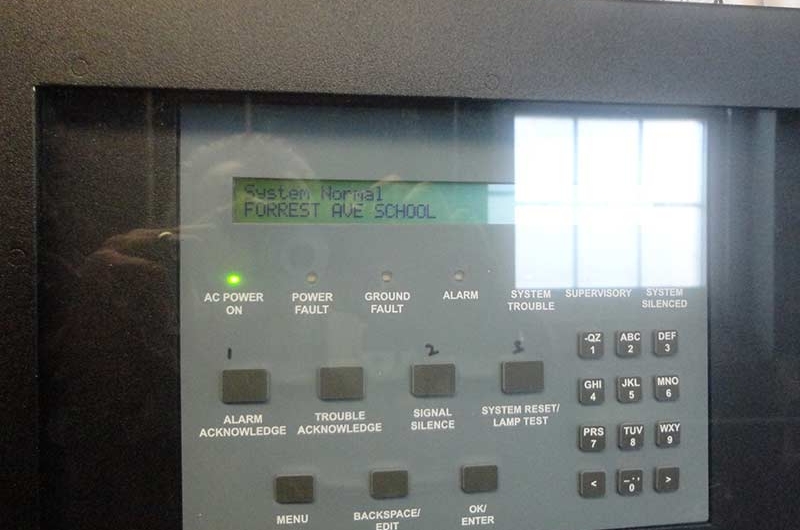 System Normal
FORREST AVE SCHOOL
AC POWER
ON
POWER
FAULT
GROUND
FAULT
ALARM
SYSTEM
TROUBLE
SUPERVISORY
SYSTEM
SILENCED
1
2
3
ALARM
ACKNOWLEDGE
TROUBLE
ACKNOWLEDGE
SIGNAL
SILENCE
SYSTEM RESET/
LAMP TEST
MENU
BACKSPACE/
EDIT
OK/
ENTER
-QZ
1
ABC
2
DEF
3
GHI
4
JKL
5
MNO
6
PRS
7
TUV
8
WXY
9
<
0
>